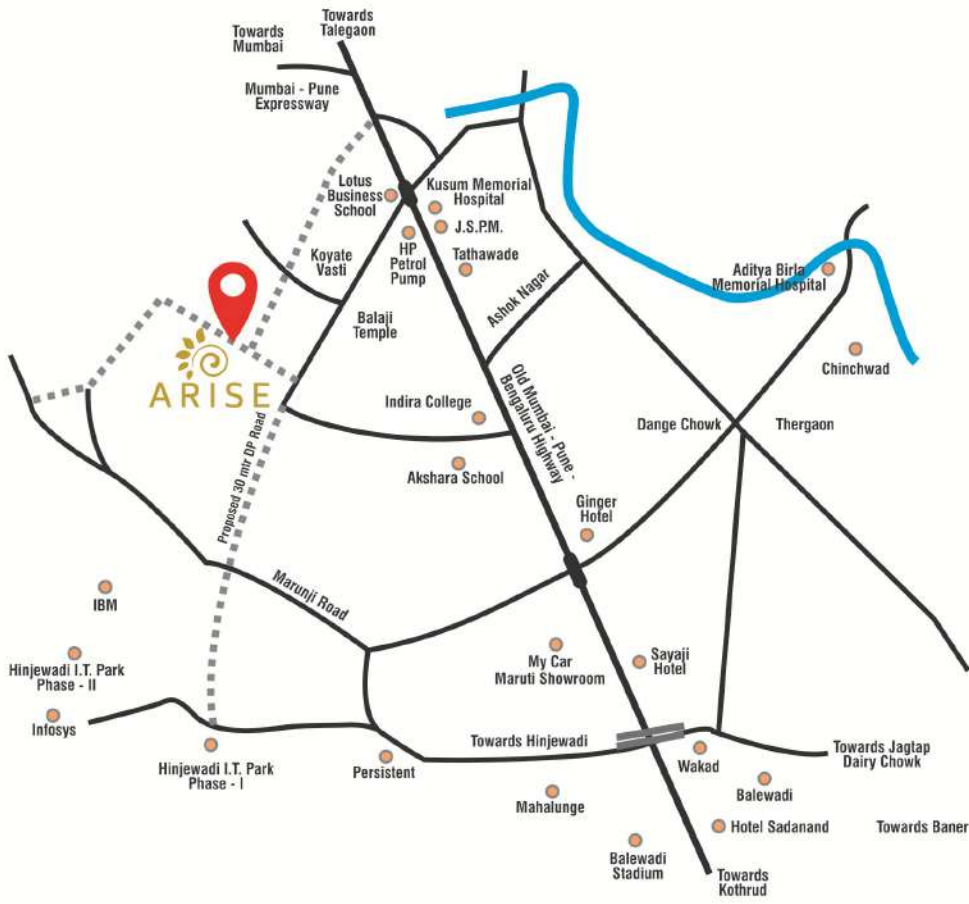 Towards
Talegaon
Towards
Mumbai
Mumbai - Pune
Expressway
Lotus
Business
School
Kusum Memorial
Hospital
J.S.P.M.
HP
Petrol
Pump
Tathawade
Koyate
Vasti
Balaji
Temple
Ashok Nagar
Aditya Birla
Memorial Hospital
Chinchwad
ARISE
Indira College
Old Mumbai - Pune -
Bengaluru Highway
Dange Chowk
Thergaon
Akshara School
Proposed 30 mtr DP Road
Ginger
Hotel
Marunji Road
IBM
Hinjewadi I.T. Park
Phase - II
Infosys
My Car
Maruti Showroom
Sayaji
Hotel
Hinjewadi I.T. Park
Phase - I
Persistent
Towards Hinjewadi
Wakad
Towards Jagtap
Dairy Chowk
Mahalunge
Balewadi
Hotel Sadanand
Towards Baner
Balewadi
Stadium
Towards
Kothrud